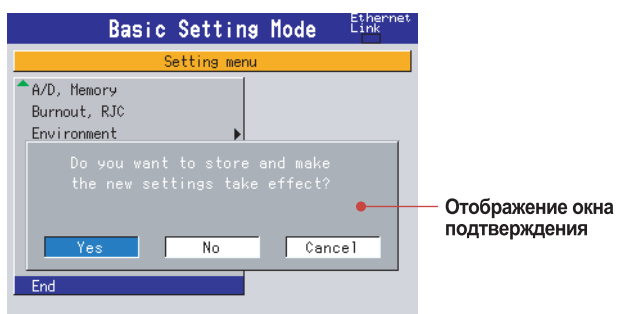 Basic Setting Mode
Ethernet
Link
Setting menu
A/D, Memory
Burnout, RJC
Environment
Do you want to store and make
the new settings take effect?
Yes No Cancel
End
Отображение окна
подтверждения